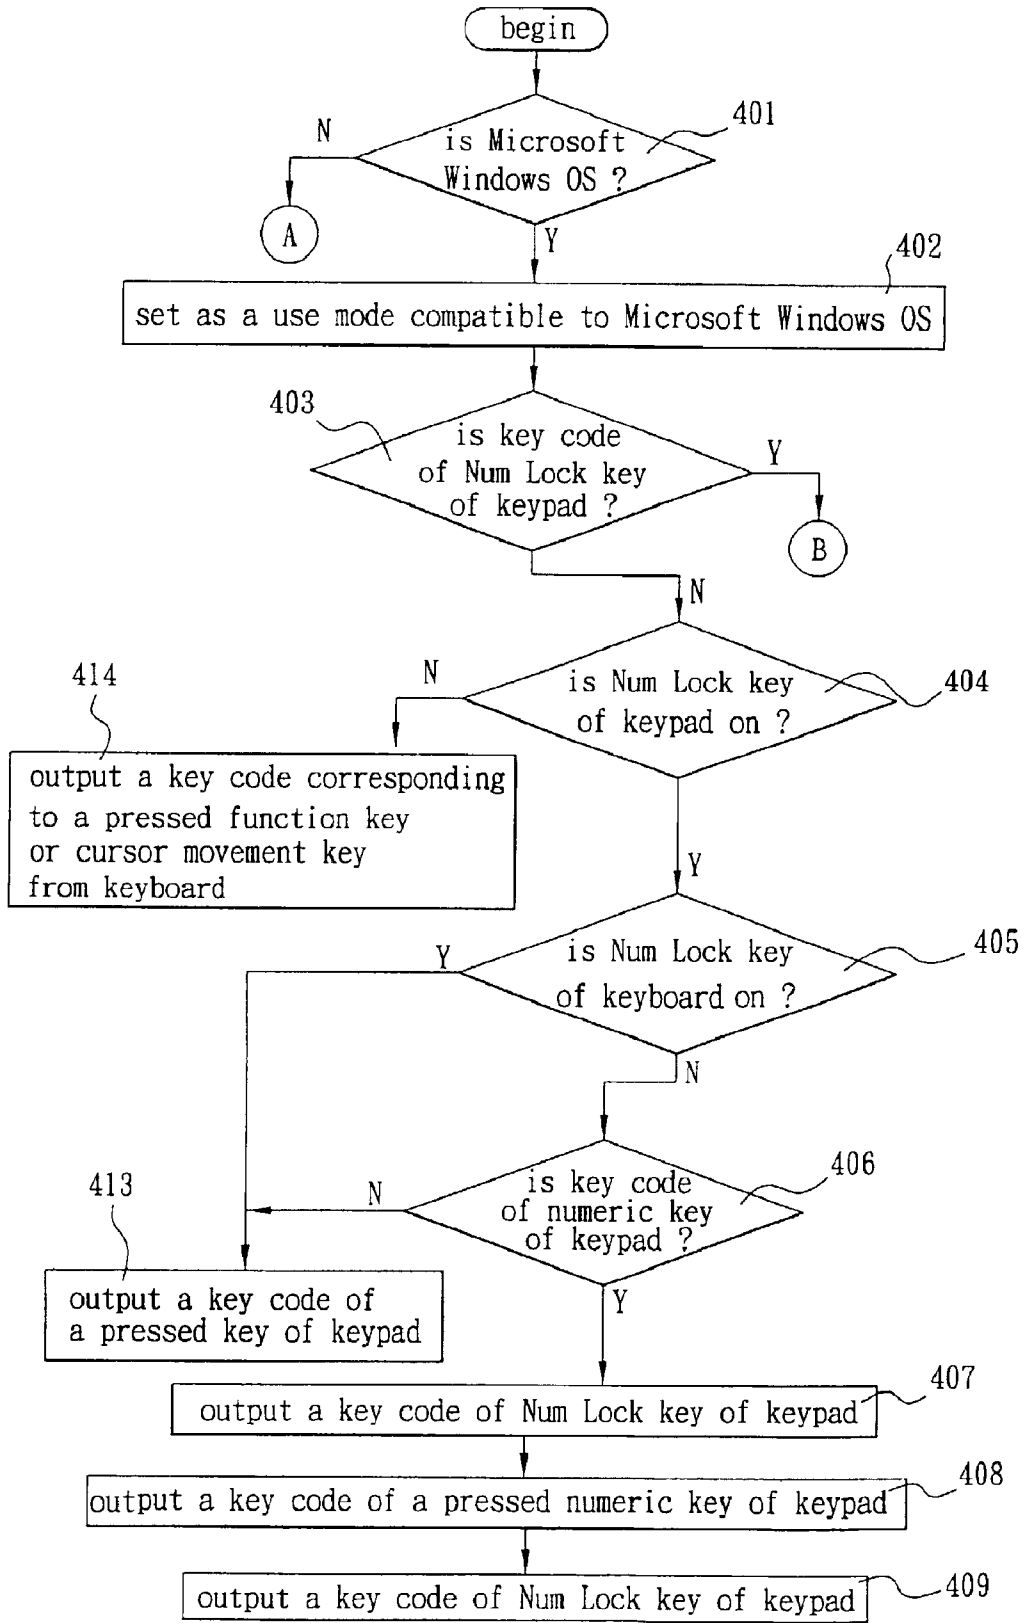 begin
401
N
is Microsoft
Windows OS ?
A
Y
402
set as a use mode compatible to Microsoft Windows OS
403
is key code
of Num Lock key
of keypad ?
Y
B
N
414
N
is Num Lock key
of keypad on ?
404
output a key code corresponding
to a pressed function key
or cursor movement key
from keyboard
Y
Y
is Num Lock key
of keyboard on ?
405
N
413
N
is key code
of numeric key
of keypad ?
406
output a key code of
a pressed key of keypad
Y
407
output a key code of Num Lock key of keypad
408
output a key code of a pressed numeric key of keypad
409
output a key code of Num Lock key of keypad